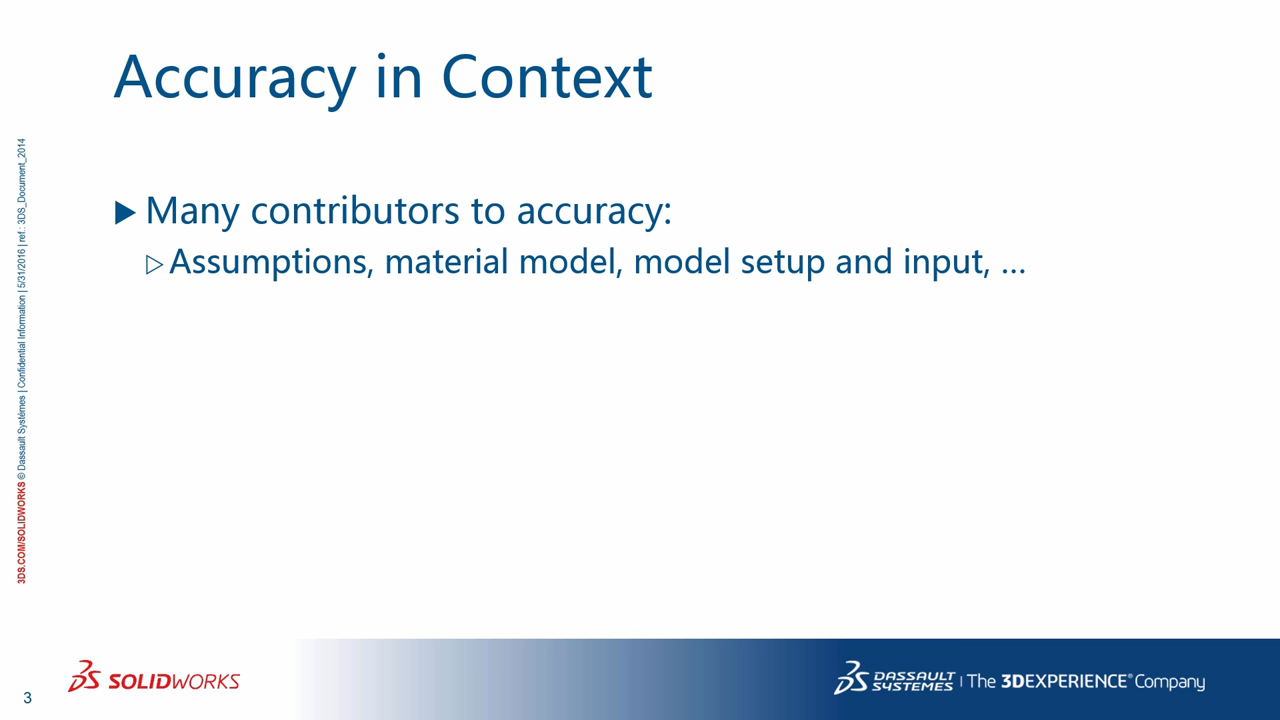 Accuracy in Context
▶ Many contributors to accuracy:
▷ Assumptions, material model, model setup and input, ...
3DS.COM/SOLIDWORKS © Dassault Systèmes | Confidential Information | 5/31/2016 | ref.: 3DS_Document_2014
3
SOLIDWORKS
DASSAULT SYSTEMES | The 3DEXPERIENCE® Company